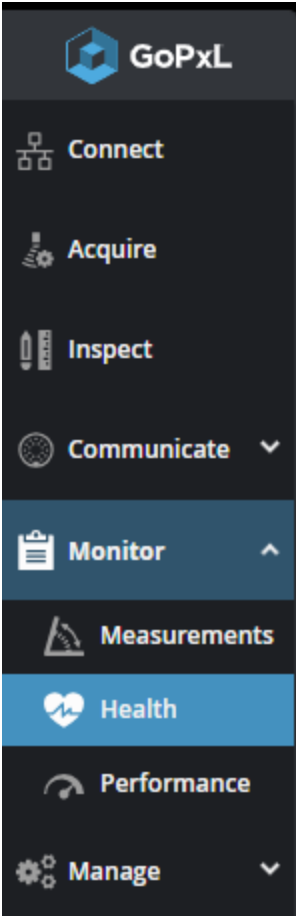 GoPxL
Connect
Acquire
Inspect
Communicate
Monitor
Measurements
Health
Performance
Manage